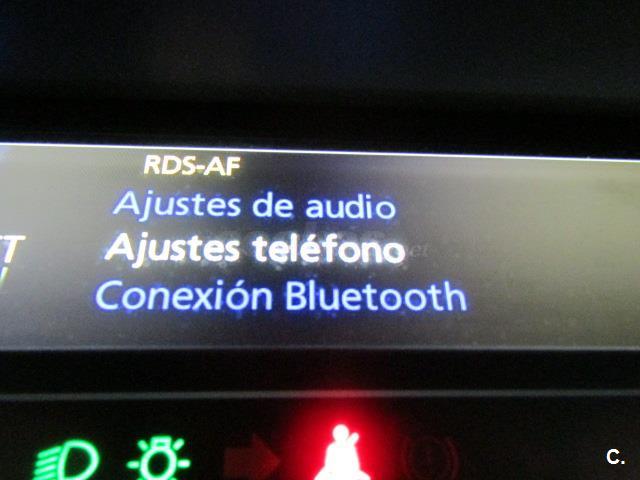 RDS-AF
Ajustes de audio
Ajustes teléfono
Conexión Bluetooth
C.